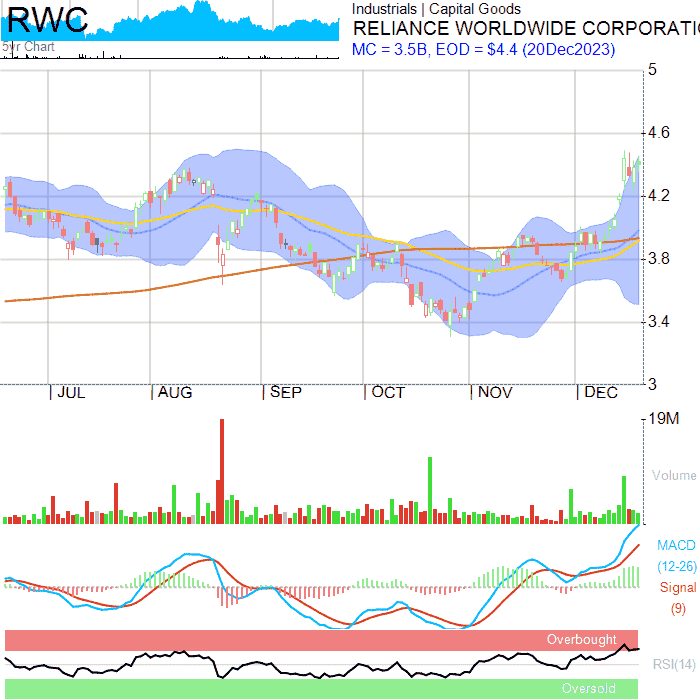 RWC
Industrials | Capital Goods
RELIANCE WORLDWIDE CORPORATI
5yr Chart
MC = 3.5B, EOD = $4.4 (20Dec2023)
5
4.6
4.2
3.8
3.4
3
JUL AUG SEP OCT NOV DEC
19M
Volume
MACD
(12-26)
Signal
(9)
Overbought
RSI(14)
Oversold